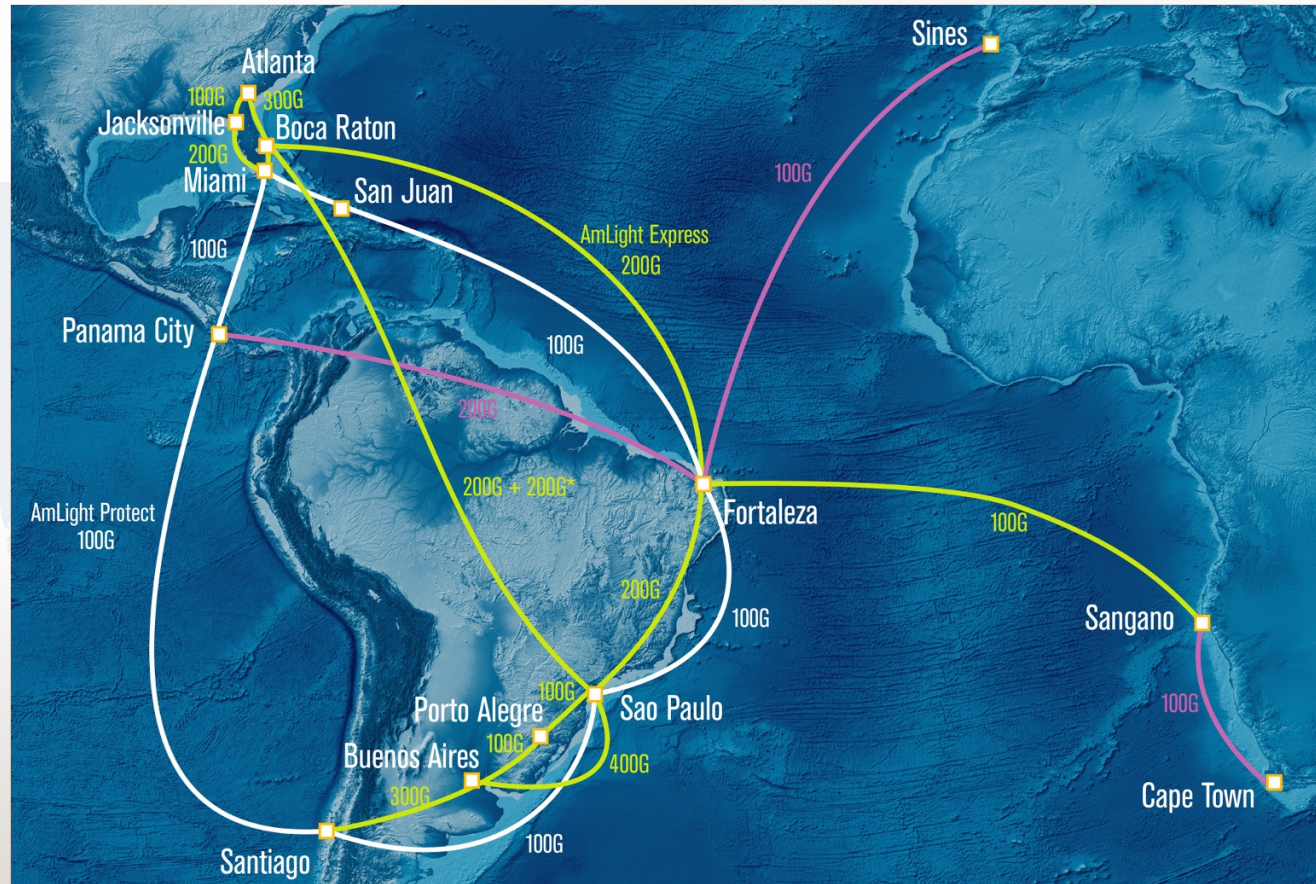 Sines
Atlanta
100G
300G
Jacksonville
Boca Raton
200G
Miami
San Juan
100G
100G
AmLight Express
200G
Panama City
100G
200G
200G + 200G*
Fortaleza
AmLight Protect
100G
100G
200G
100G
Sangano
100G
100G
Sao Paulo
Porto Alegre
100G
Buenos Aires
400G
300G
Cape Town
100G
Santiago